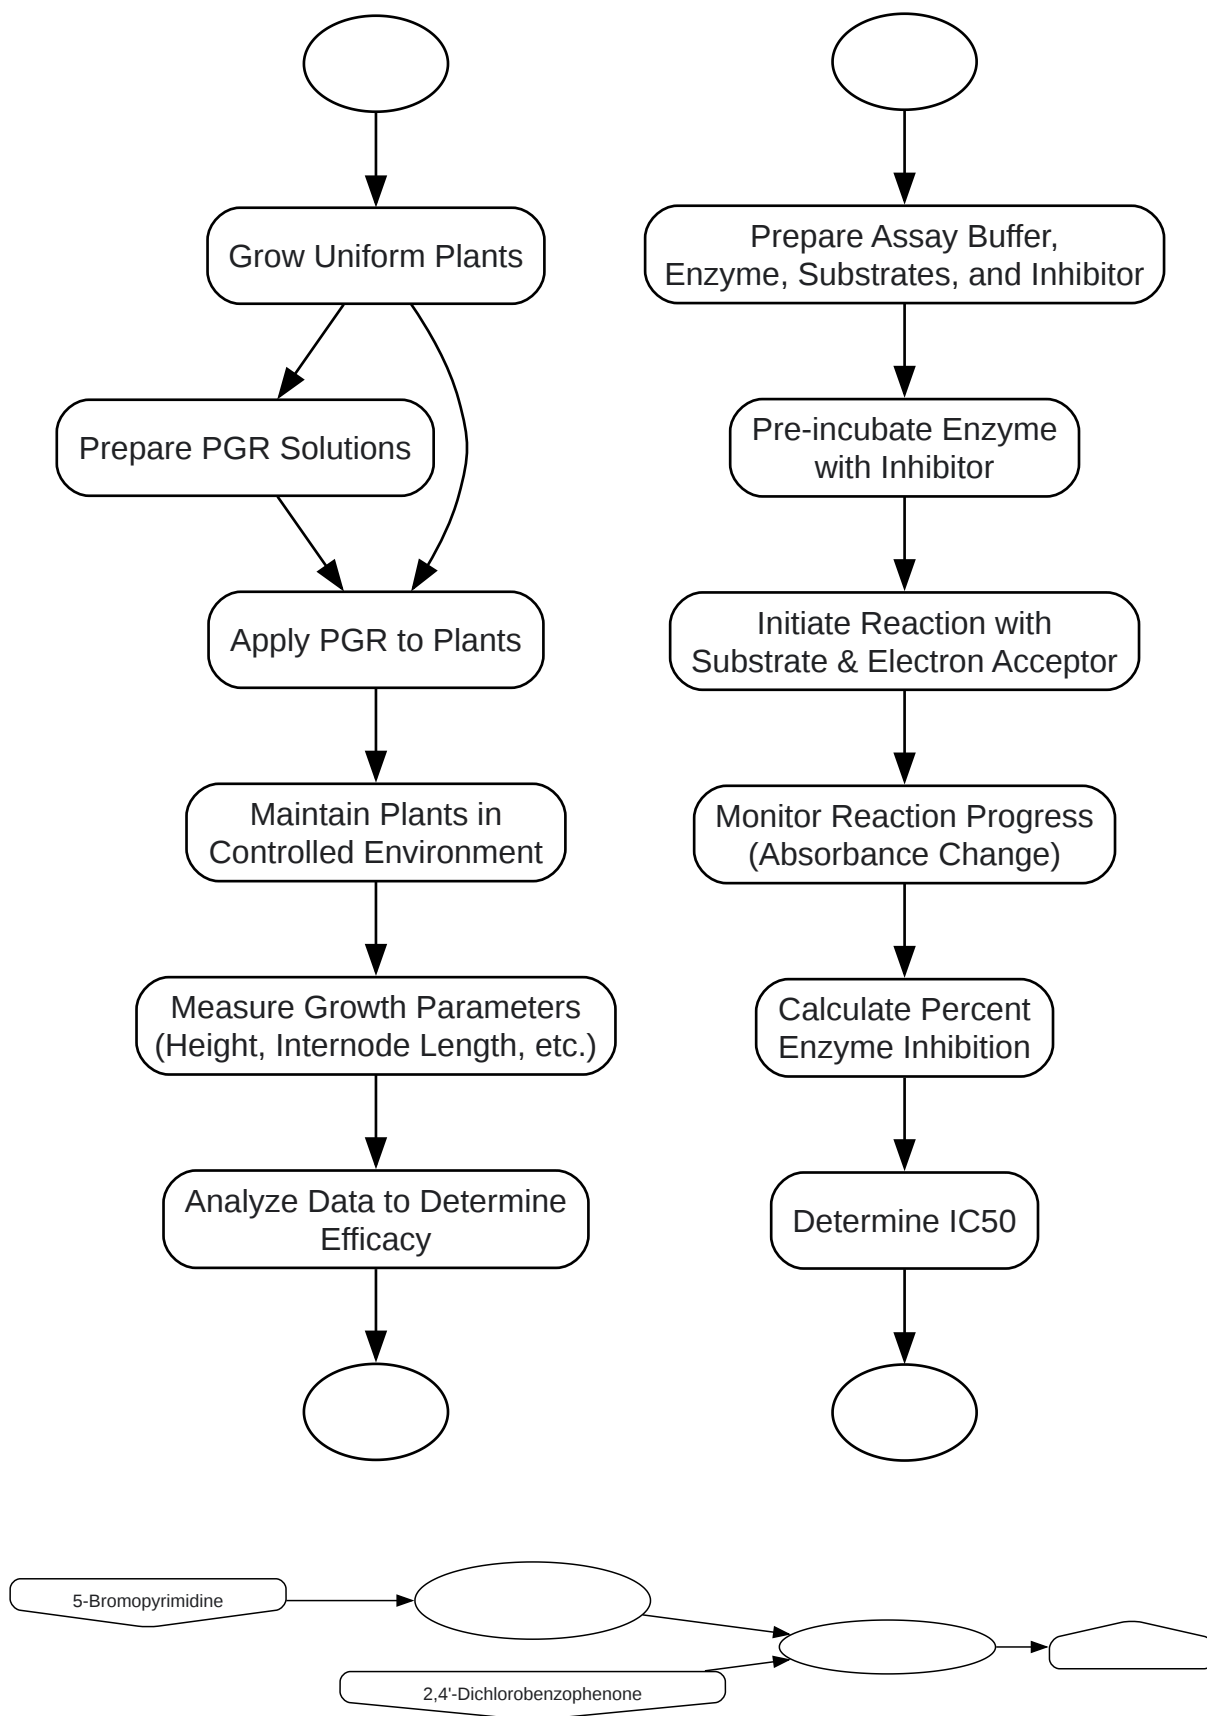 Grow Uniform Plants
Prepare PGR Solutions
Apply PGR to Plants
Maintain Plants in
Controlled Environment
Measure Growth Parameters
(Height, Internode Length, etc.)
Analyze Data to Determine
Efficacy
Prepare Assay Buffer,
Enzyme, Substrates, and Inhibitor
Pre-incubate Enzyme
with Inhibitor
Initiate Reaction with
Substrate & Electron Acceptor
Monitor Reaction Progress
(Absorbance Change)
Calculate Percent
Enzyme Inhibition
Determine IC50
5-Bromopyrimidine
2,4'-Dichlorobenzophenone